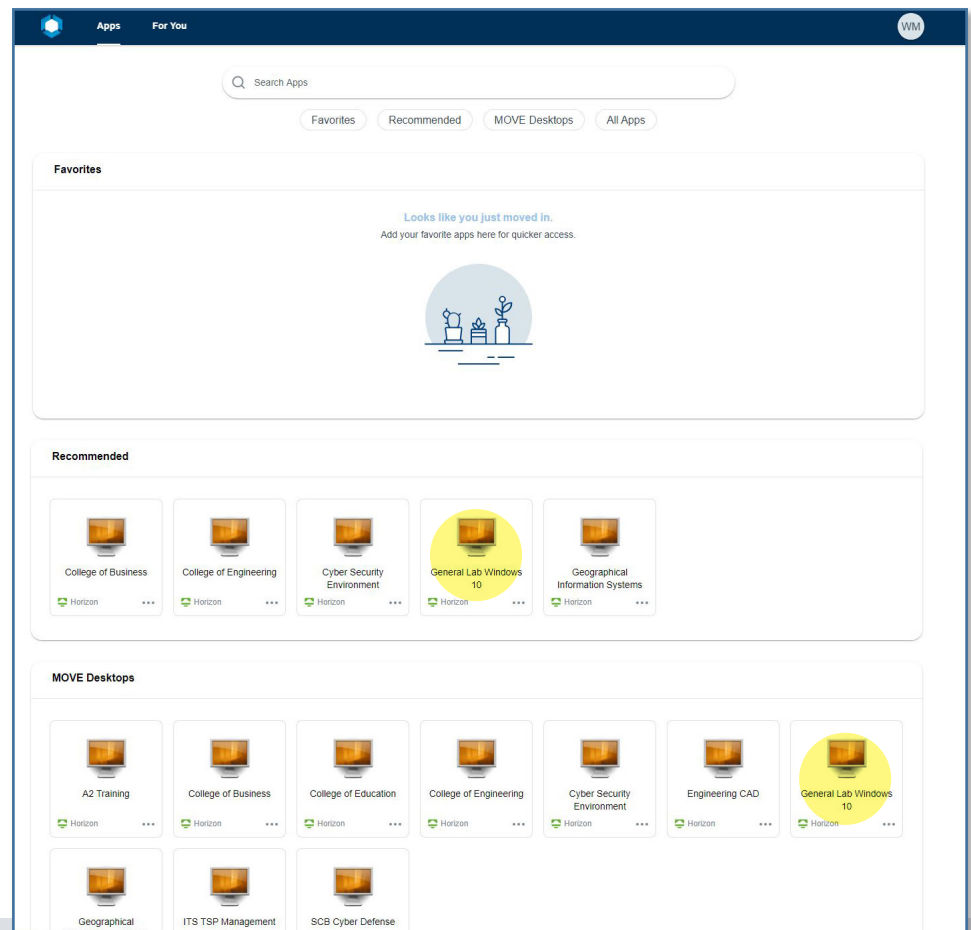 Apps For You WM
Search Apps
Favorites Recommended MOVE Desktops All Apps
Favorites
Looks like you just moved in.
Add your favorite apps here for quicker access.
Recommended
College of Business College of Engineering Cyber Security General Lab Windows Geographical
Environment 10 Information Systems
Horizon Horizon Horizon Horizon Horizon
MOVE Desktops
A2 Training College of Business College of Education College of Engineering Cyber Security Engineering CAD General Lab Windows
Environment 10
Horizon Horizon Horizon Horizon Horizon Horizon Horizon
Geographical ITS TSP Management SCB Cyber Defense